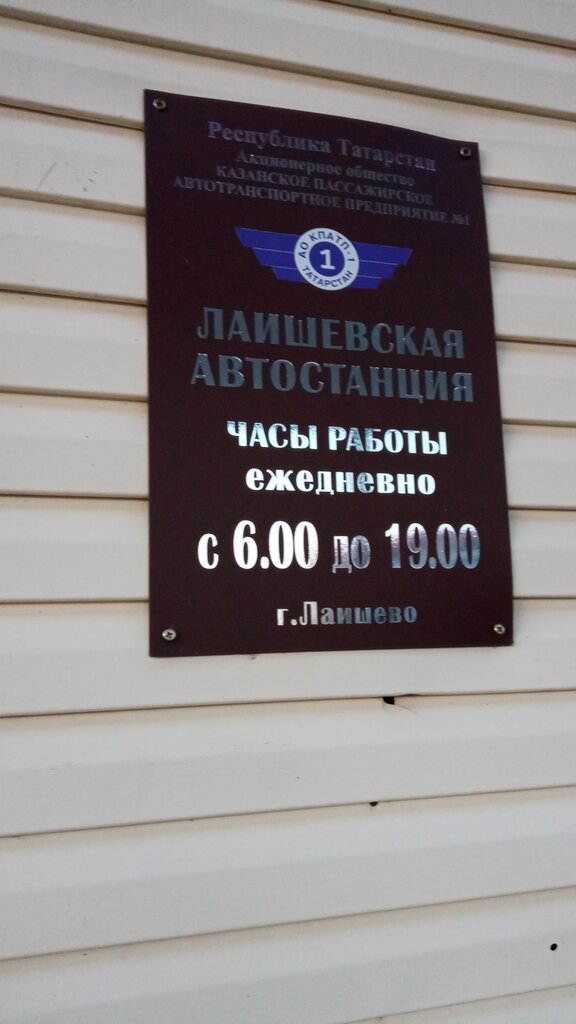 Республика Татарстан
Акционерное общество
КАЗАНСКОЕ ПАССАЖИРСКОЕ
АВТОТРАНСПОРТНОЕ ПРЕДПРИЯТИЕ №1
АО КПАТП-1
1
ТАТАРСТАН
ЛАИШЕВСКАЯ
АВТОСТАНЦИЯ
ЧАСЫ РАБОТЫ
ежедневно
с 6.00 до 19.00
г.Лаишево